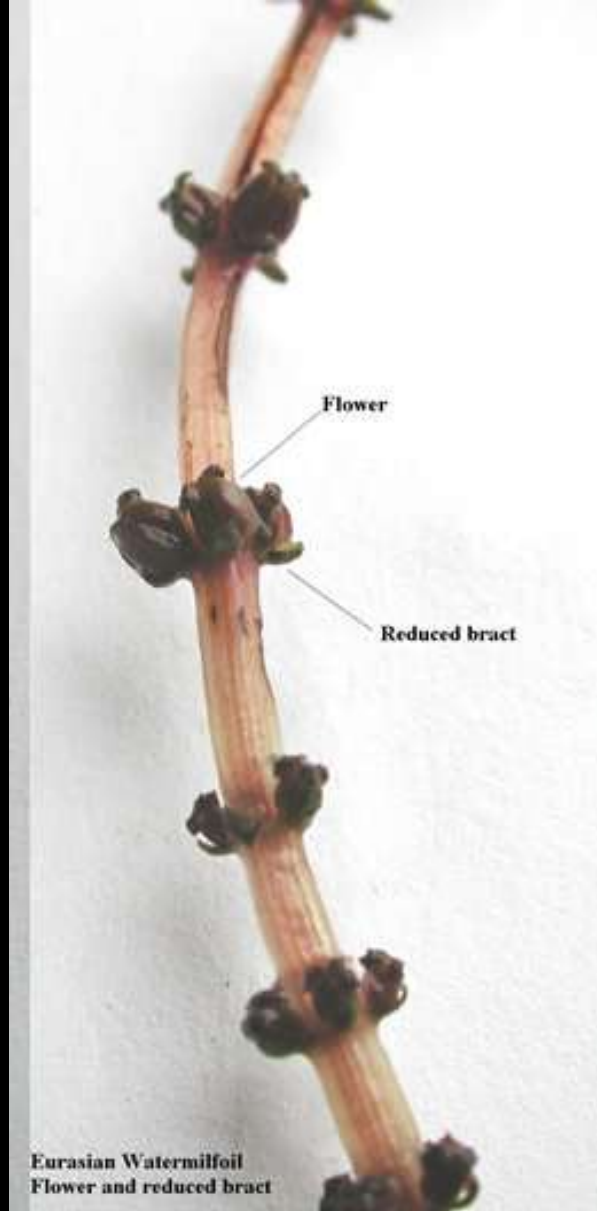 Flower
Reduced bract
Eurasian Watermilfoil
Flower and reduced bract